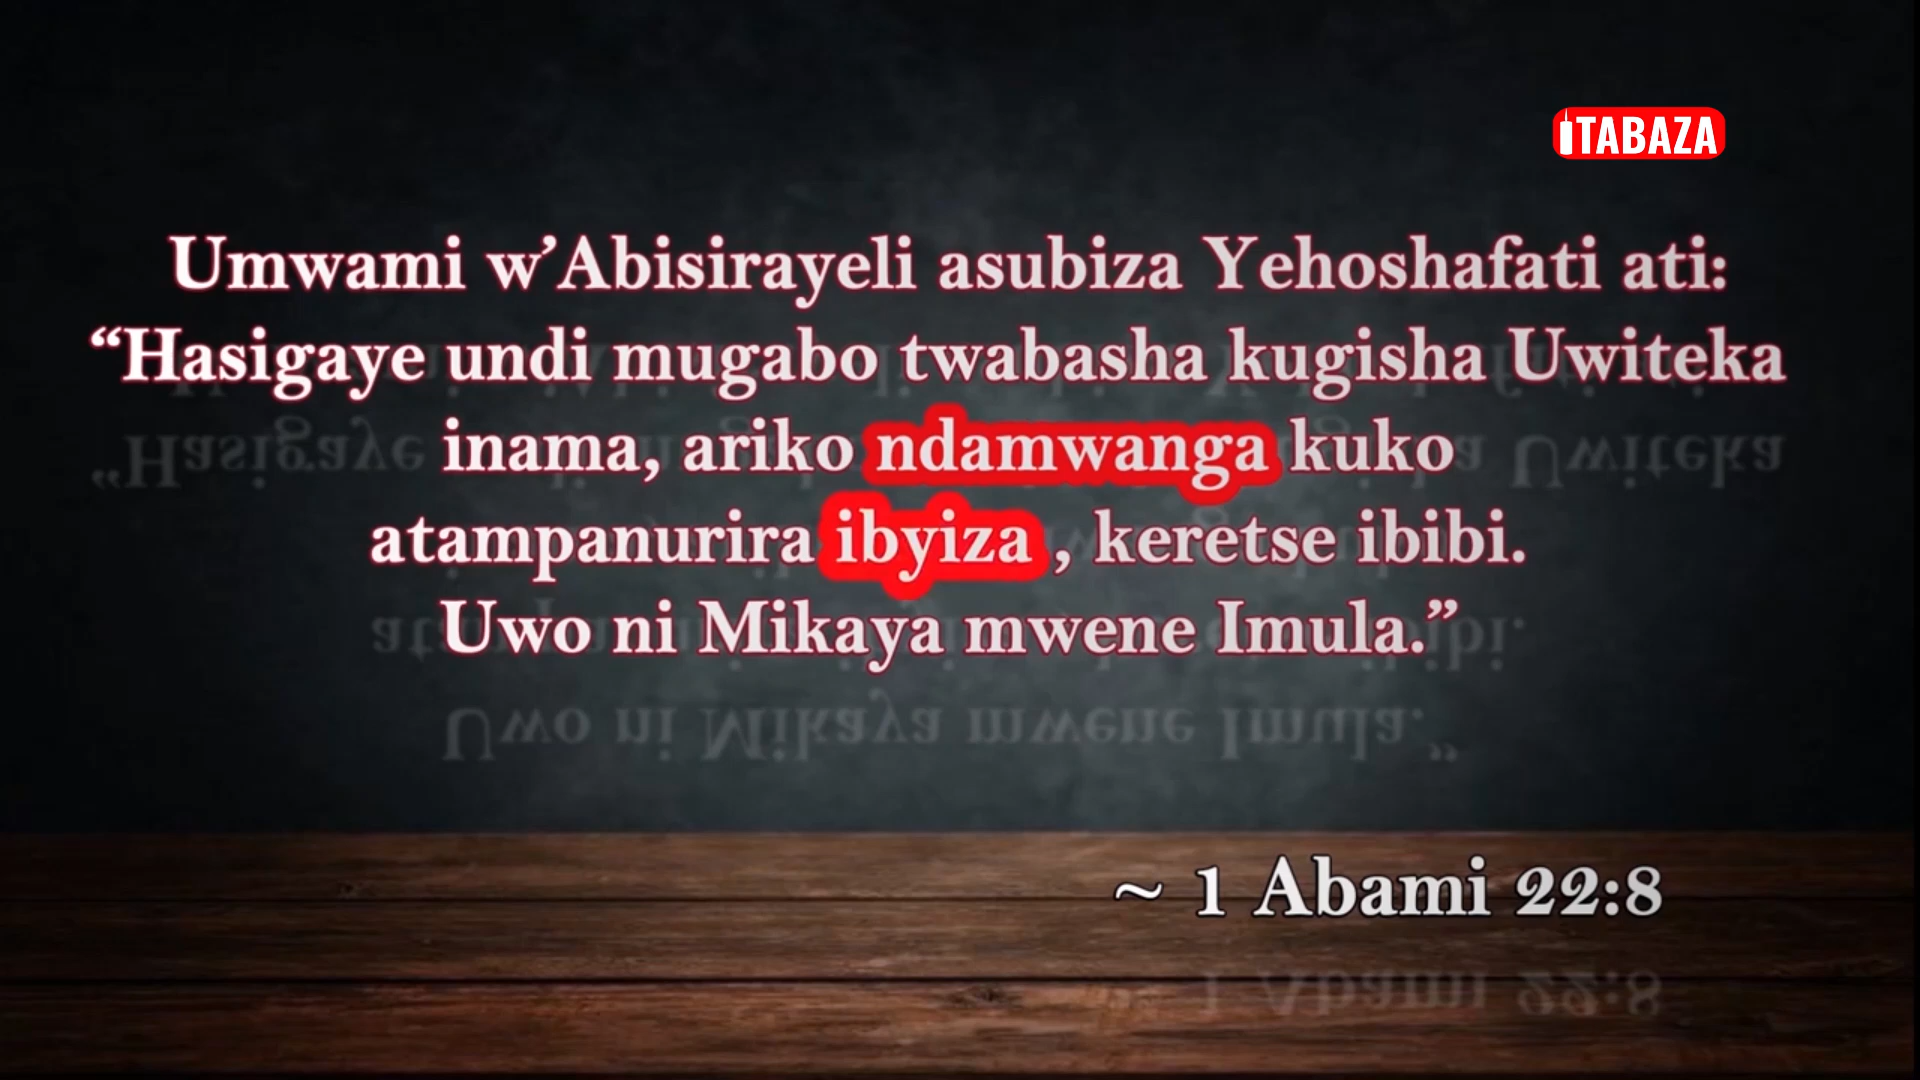 ITABAZA
Umwami w’Abisirayeli asubiza Yehoshafati ati:
“Hasigaye undi mugabo twabasha kugisha Uwiteka
inama, ariko ndamwanga kuko
atampanurira ibyiza , keretse ibibi.
Uwo ni Mikaya mwene Imula.”
~ 1 Abami 22:8